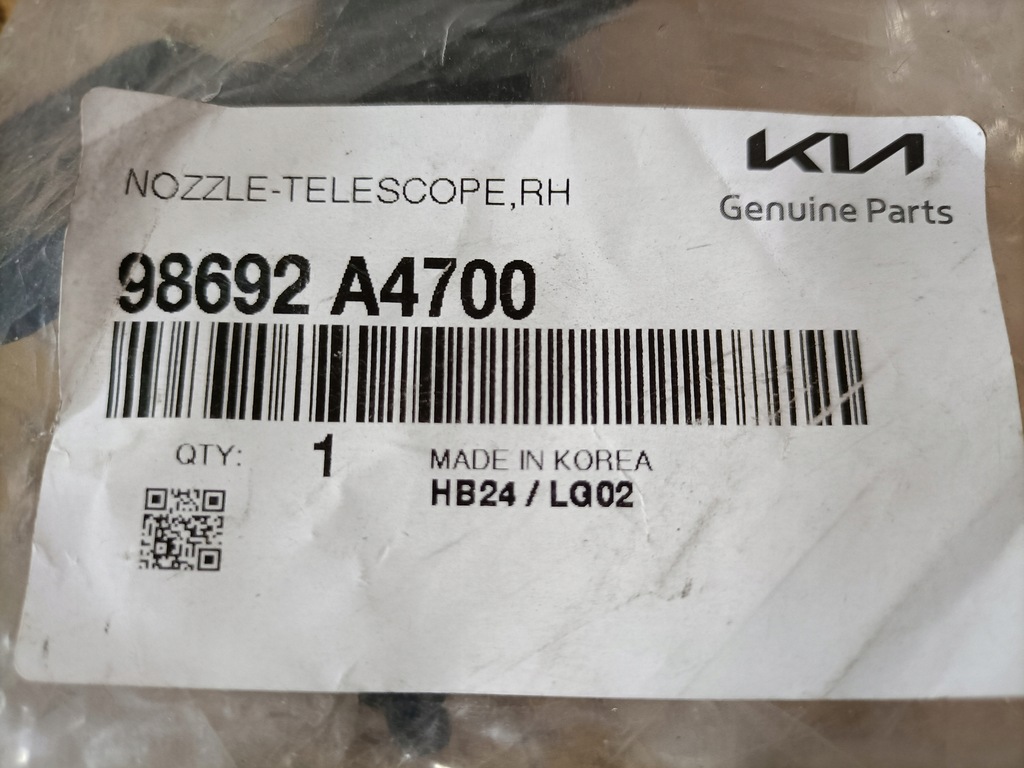 KIA
Genuine Parts
NOZZLE-TELESCOPE,RH
98692 A4700
QTY: 1
MADE IN KOREA
HB24 / LG02